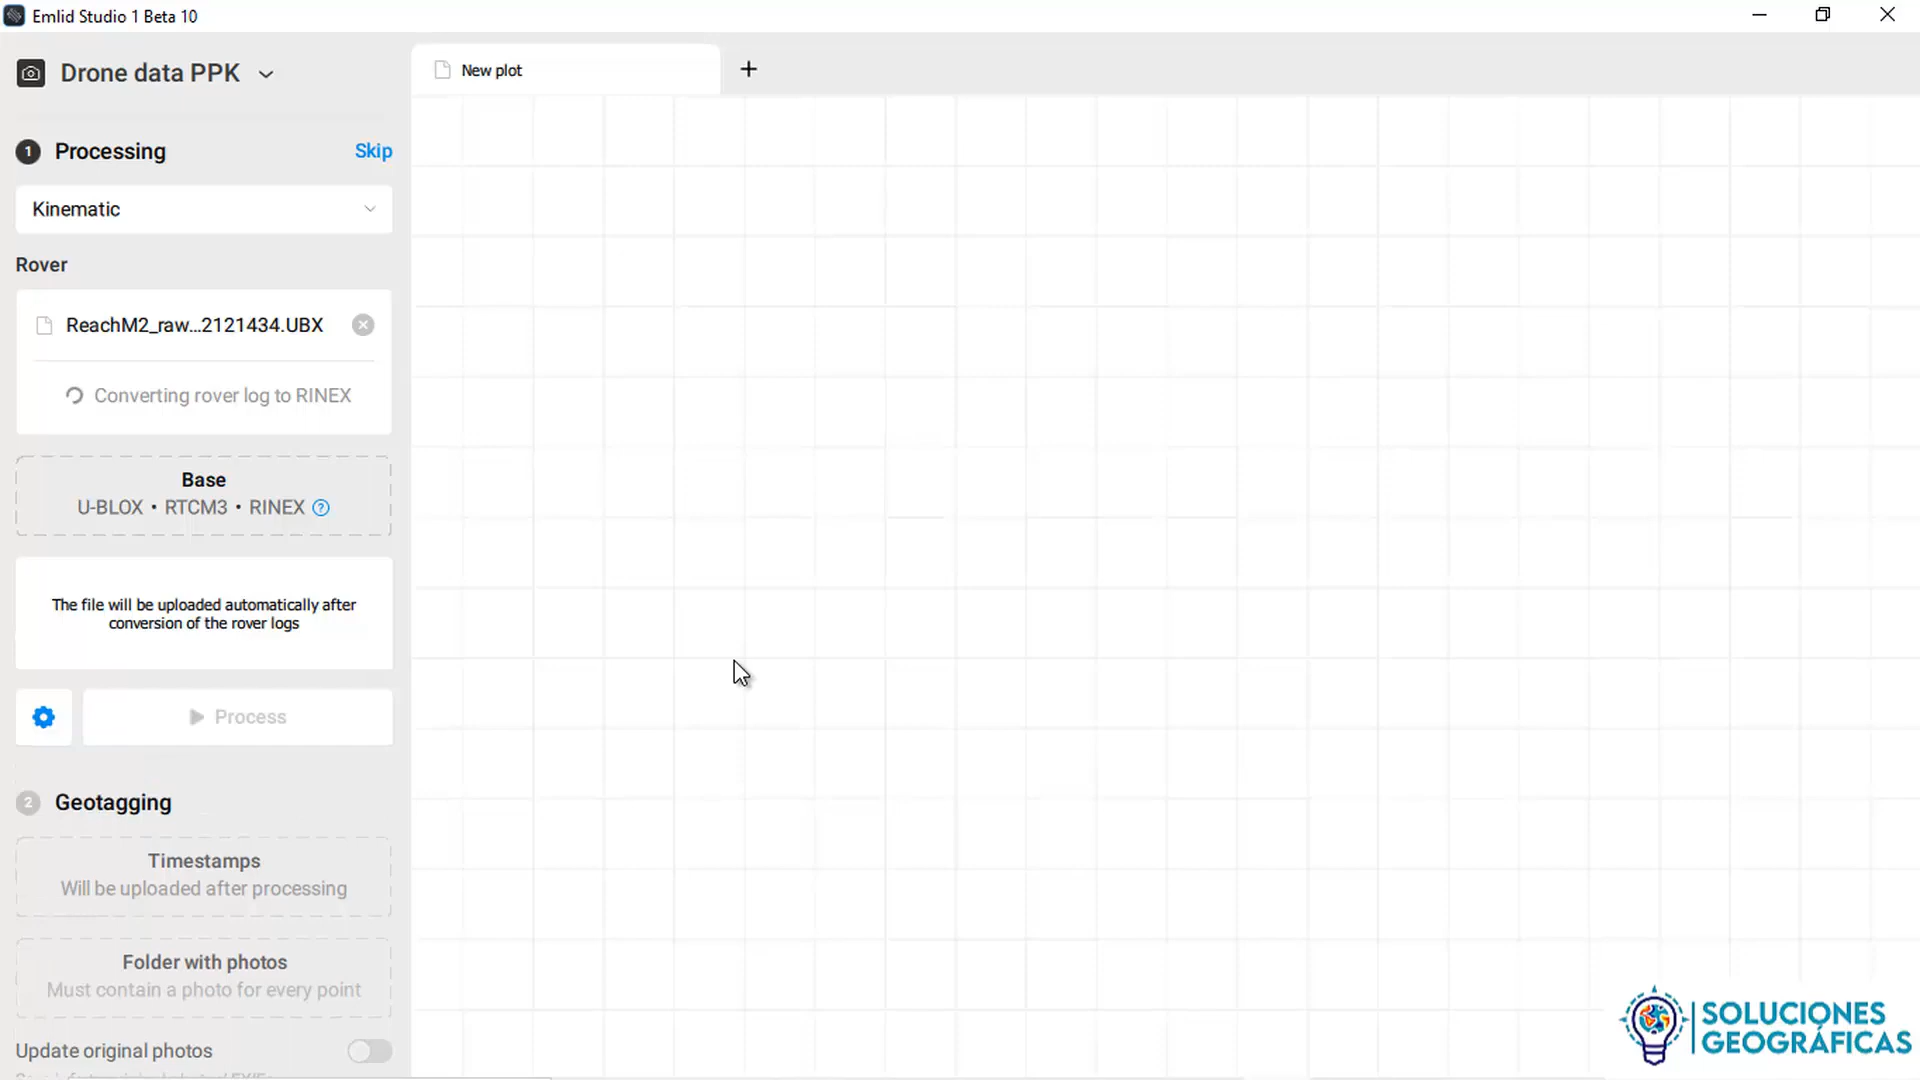 Emlid Studio 1 Beta 10
Drone data PPK
New plot
+
1 Processing Skip
Kinematic
Rover
ReachM2_raw...2121434.UBX
Converting rover log to RINEX
Base
U-BLOX • RTCM3 • RINEX ?
The file will be uploaded automatically after
conversion of the rover logs
Process
2 Geotagging
Timestamps
Will be uploaded after processing
Folder with photos
Must contain a photo for every point
Update original photos
SOLUCIONES
GEOGRÁFICAS